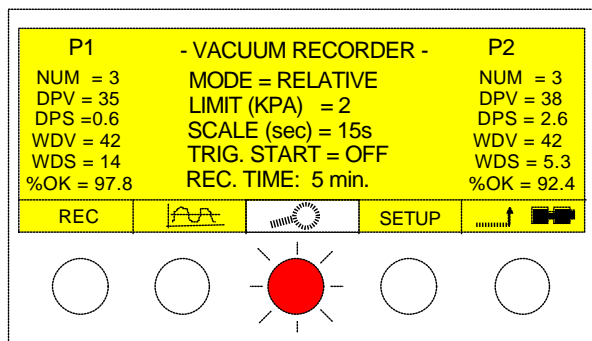 P1
NUM = 3
DPV = 35
DPS =0.6
WDV = 42
WDS = 14
%OK = 97.8
- VACUUM RECORDER -
MODE = RELATIVE
LIMIT (KPA) = 2
SCALE (sec) = 15s
TRIG. START = OFF
REC. TIME: 5 min.
P2
NUM = 3
DPV = 38
DPS = 2.6
WDV = 42
WDS = 5.3
%OK = 92.4
REC
SETUP